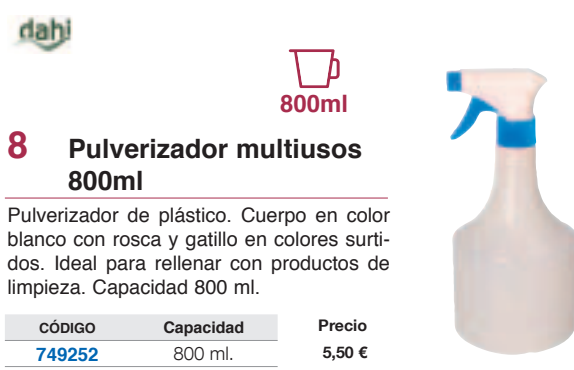 dahi
800ml
8 Pulverizador multiusos
800ml
Pulverizador de plástico. Cuerpo en color
blanco con rosca y gatillo en colores surti-
dos. Ideal para rellenar con productos de
limpieza. Capacidad 800 ml.
CÓDIGO Capacidad Precio
749252 800 ml. 5,50 €